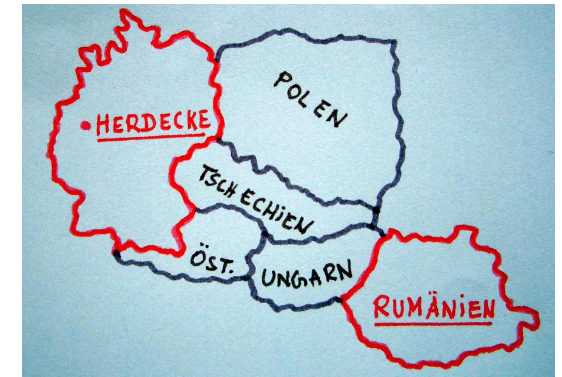 POLEN
HERDECKE
TSCHECHIEN
ÖST.
UNGARN
RUMÄNIEN